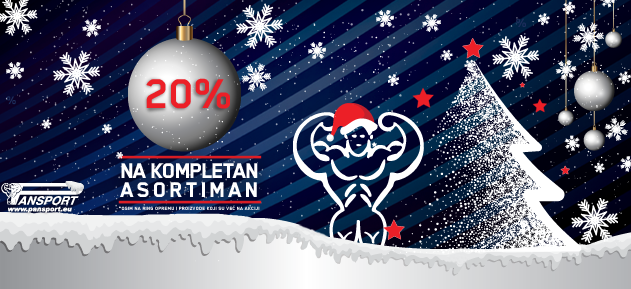 20%
NA KOMPLETAN
ASORTIMAN
*OSIM NA RING OPREMU I PROIZVODE KOJI SU VEĆ NA AKCIJI
PANSPORT
www.pansport.eu